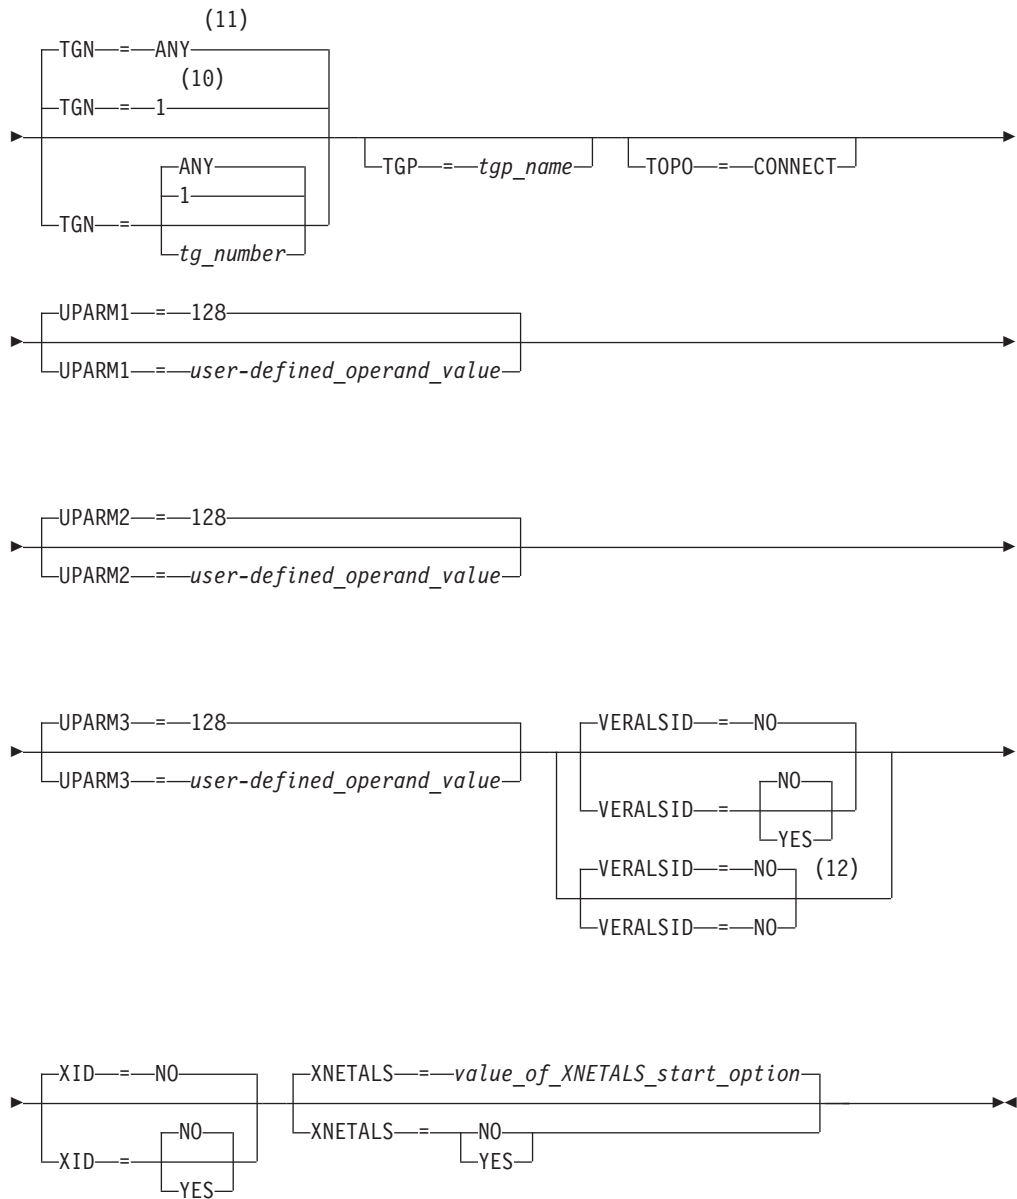 (11)
TGN = ANY
(10)
TGN = 1
TGP = tgp_name TOPO = CONNECT
ANY
1
TGN =
tg_number
UPARM1 = 128
UPARM1 = user-defined_operand_value
UPARM2 = 128
UPARM2 = user-defined_operand_value
UPARM3 = 128 VERALSID = NO
UPARM3 = user-defined_operand_value NO
VERALSID =
YES
VERALSID = NO (12)
VERALSID = NO
XID = NO XNETALS = value_of_XNETALS_start_option
NO XNETALS = NO
XID = YES
YES